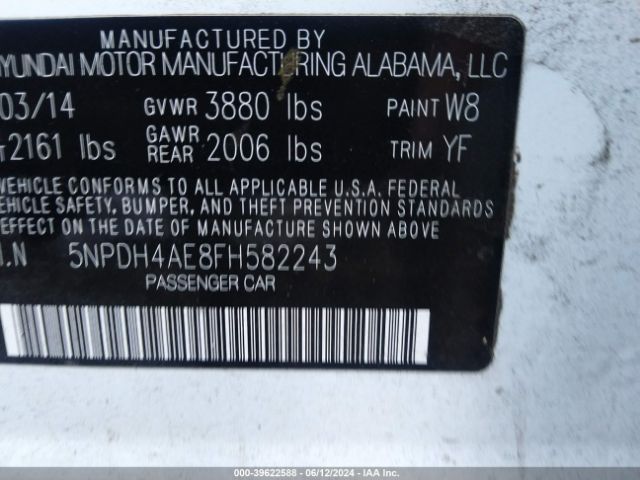 MANUFACTURED BY
YUNDAI MOTOR MANUFACTURING ALABAMA, LLC
03/14 GVWR 3880 lbs PAINT W8
2161 lbs GAWR REAR 2006 lbs TRIM YF
VEHICLE CONFORMS TO ALL APPLICABLE U.S.A. FEDERAL
VEHICLE SAFETY, BUMPER, AND THEFT PREVENTION STANDARDS
EFFECT ON THE DATE OF MANUFACTURE SHOWN ABOVE.
I.N 5NPDH4AE8FH582243
PASSENGER CAR
000-39622588 - 06/12/2024 - IAA Inc.